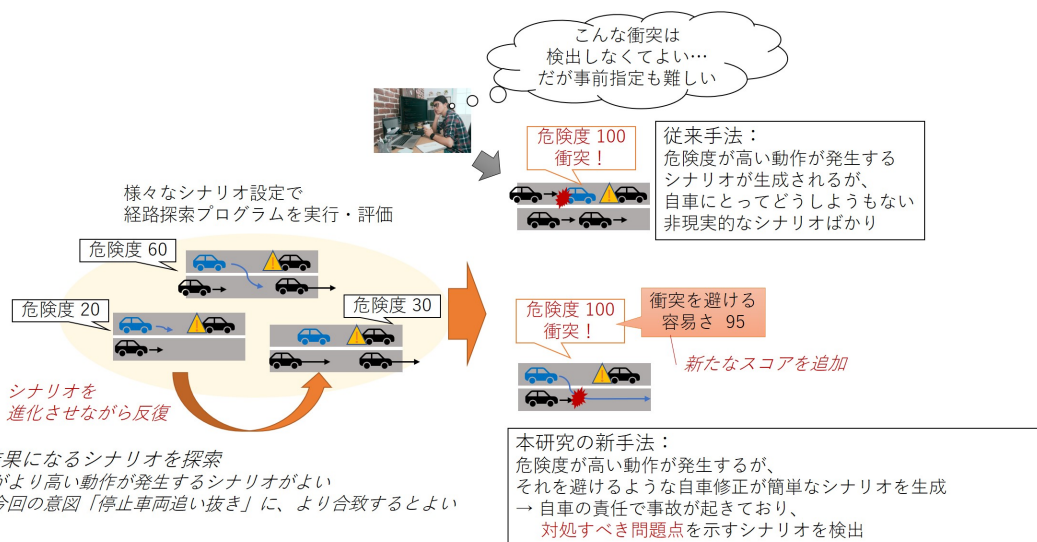 こんな衝突は
検出しなくてよい…
だが事前指定も難しい
危険度 100
衝突！
従来手法：
危険度が高い動作が発生する
シナリオが生成されるが、
自車にとってどうしようもない
非現実的なシナリオばかり
様々なシナリオ設定で
経路探索プログラムを実行・評価
危険度 60
危険度 20
危険度 30
シナリオを
進化させながら反復
危険度 100
衝突！
衝突を避ける
容易さ 95
新たなスコアを追加
果になるシナリオを探索
がより高い動作が発生するシナリオがよい
今回の意図「停止車両追い抜き」に、より合致するとよい
本研究の新手法：
危険度が高い動作が発生するが、
それを避けるような自車修正が簡単なシナリオを生成
→ 自車の責任で事故が起きており、
対処すべき問題点を示すシナリオを検出